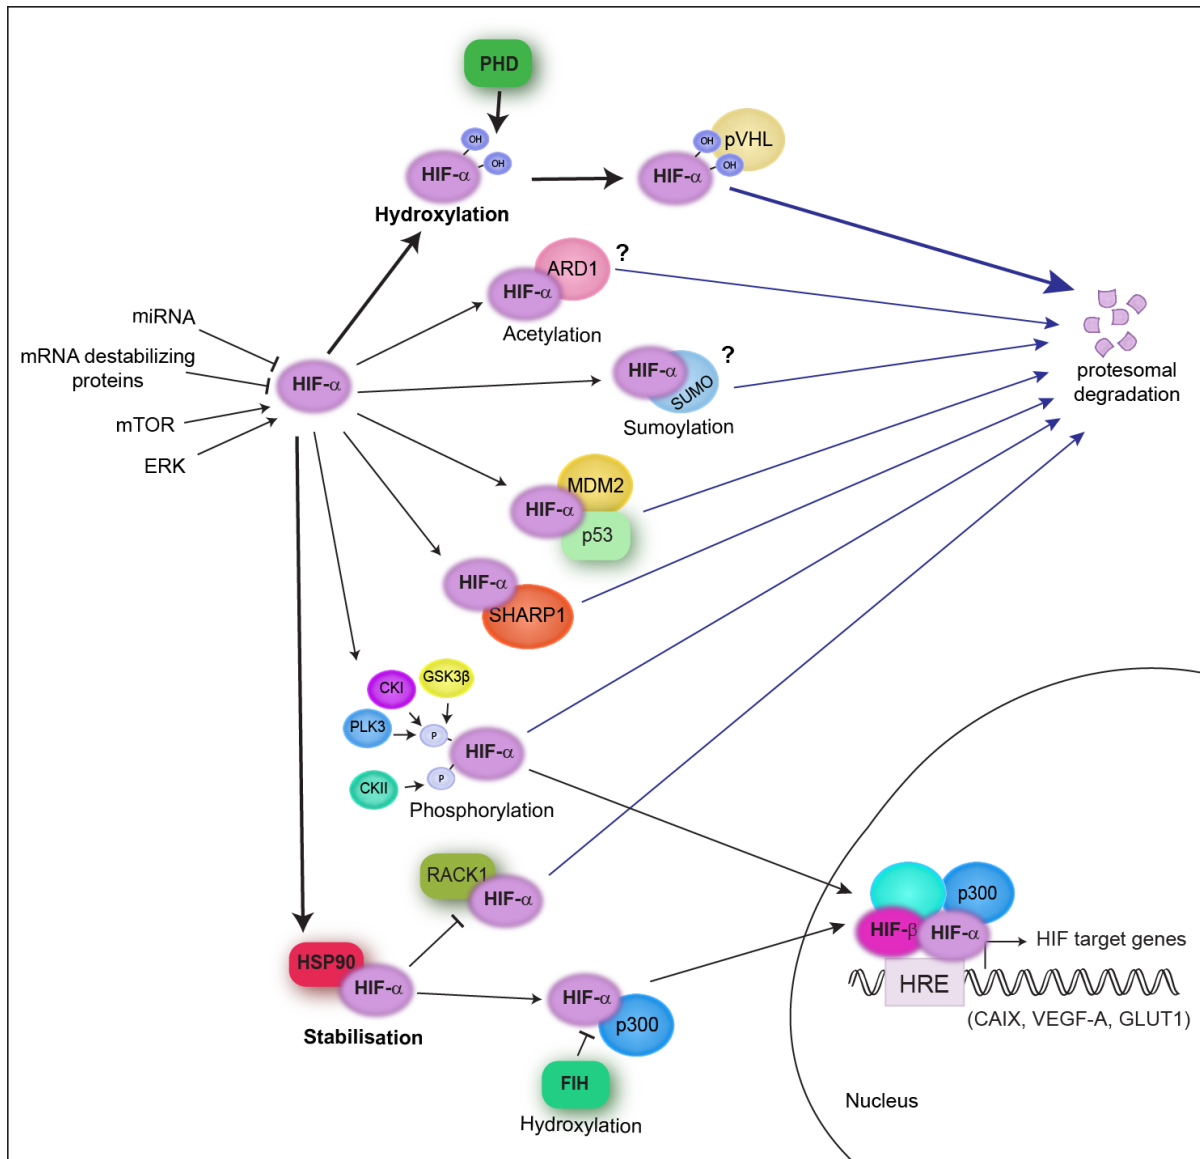 PHD
OH
OH
HIF-α
Hydroxylation
OH
pVHL
OH
HIF-α
ARD1
?
HIF-α
Acetylation
miRNA
mRNA destabilizing
proteins
mTOR
ERK
HIF-α
HIF-α
SUMO
?
Sumoylation
protesomal
degradation
MDM2
HIF-α
p53
HIF-α
SHARP1
CKI
GSK3β
PLK3
P
HIF-α
P
CKII
Phosphorylation
RACK1
HIF-α
HSP90
HIF-α
Stabilisation
HIF-α
p300
FIH
Hydroxylation
p300
HIF-β
HIF-α
HIF target genes
HRE
(CAIX, VEGF-A, GLUT1)
Nucleus